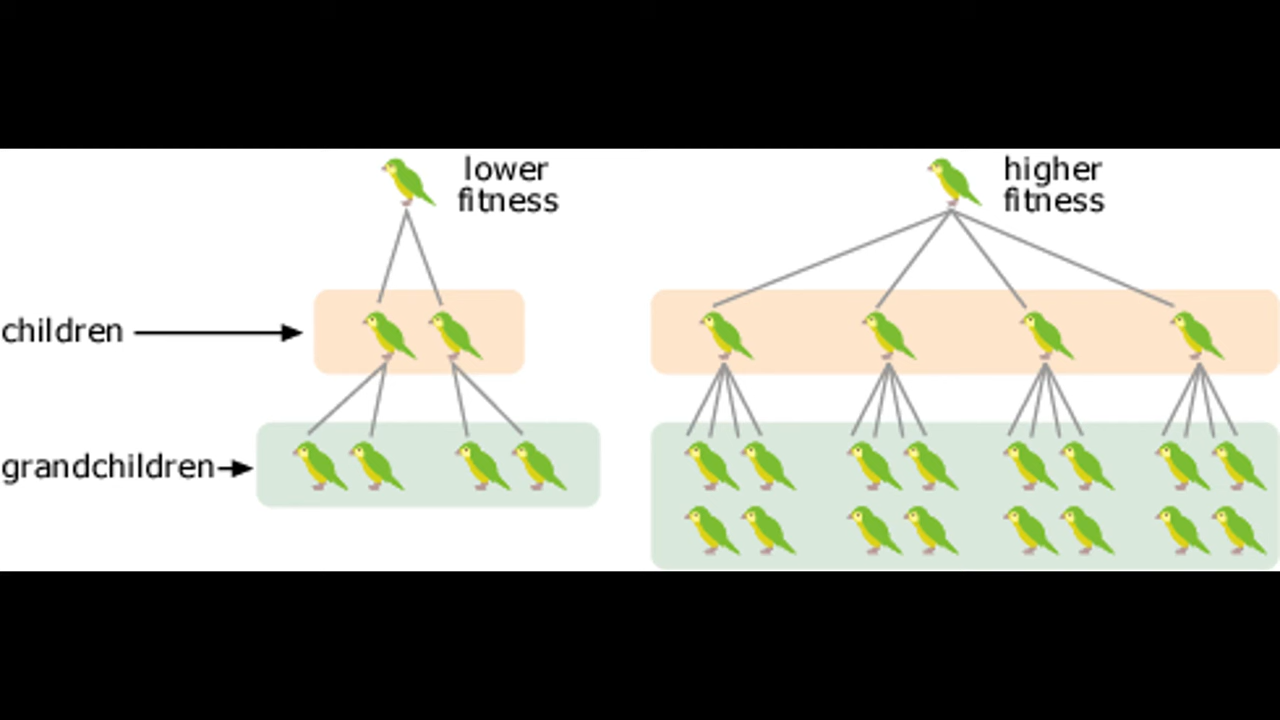 lower
fitness
higher
fitness
children
grandchildren